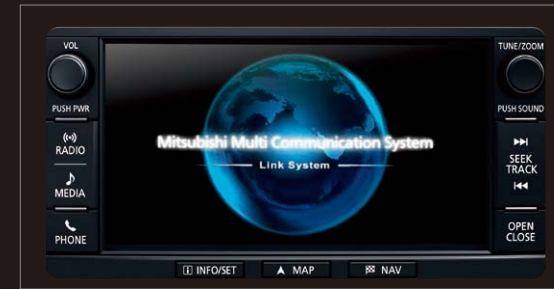 VOL
TUNE/ZOOM
PUSH PWR
PUSH SOUND
RADIO
MEDIA
PHONE
Mitsubishi Multi Communication System
Link System
SEEK
TRACK
OPEN
CLOSE
INFO/SET
MAP
NAV